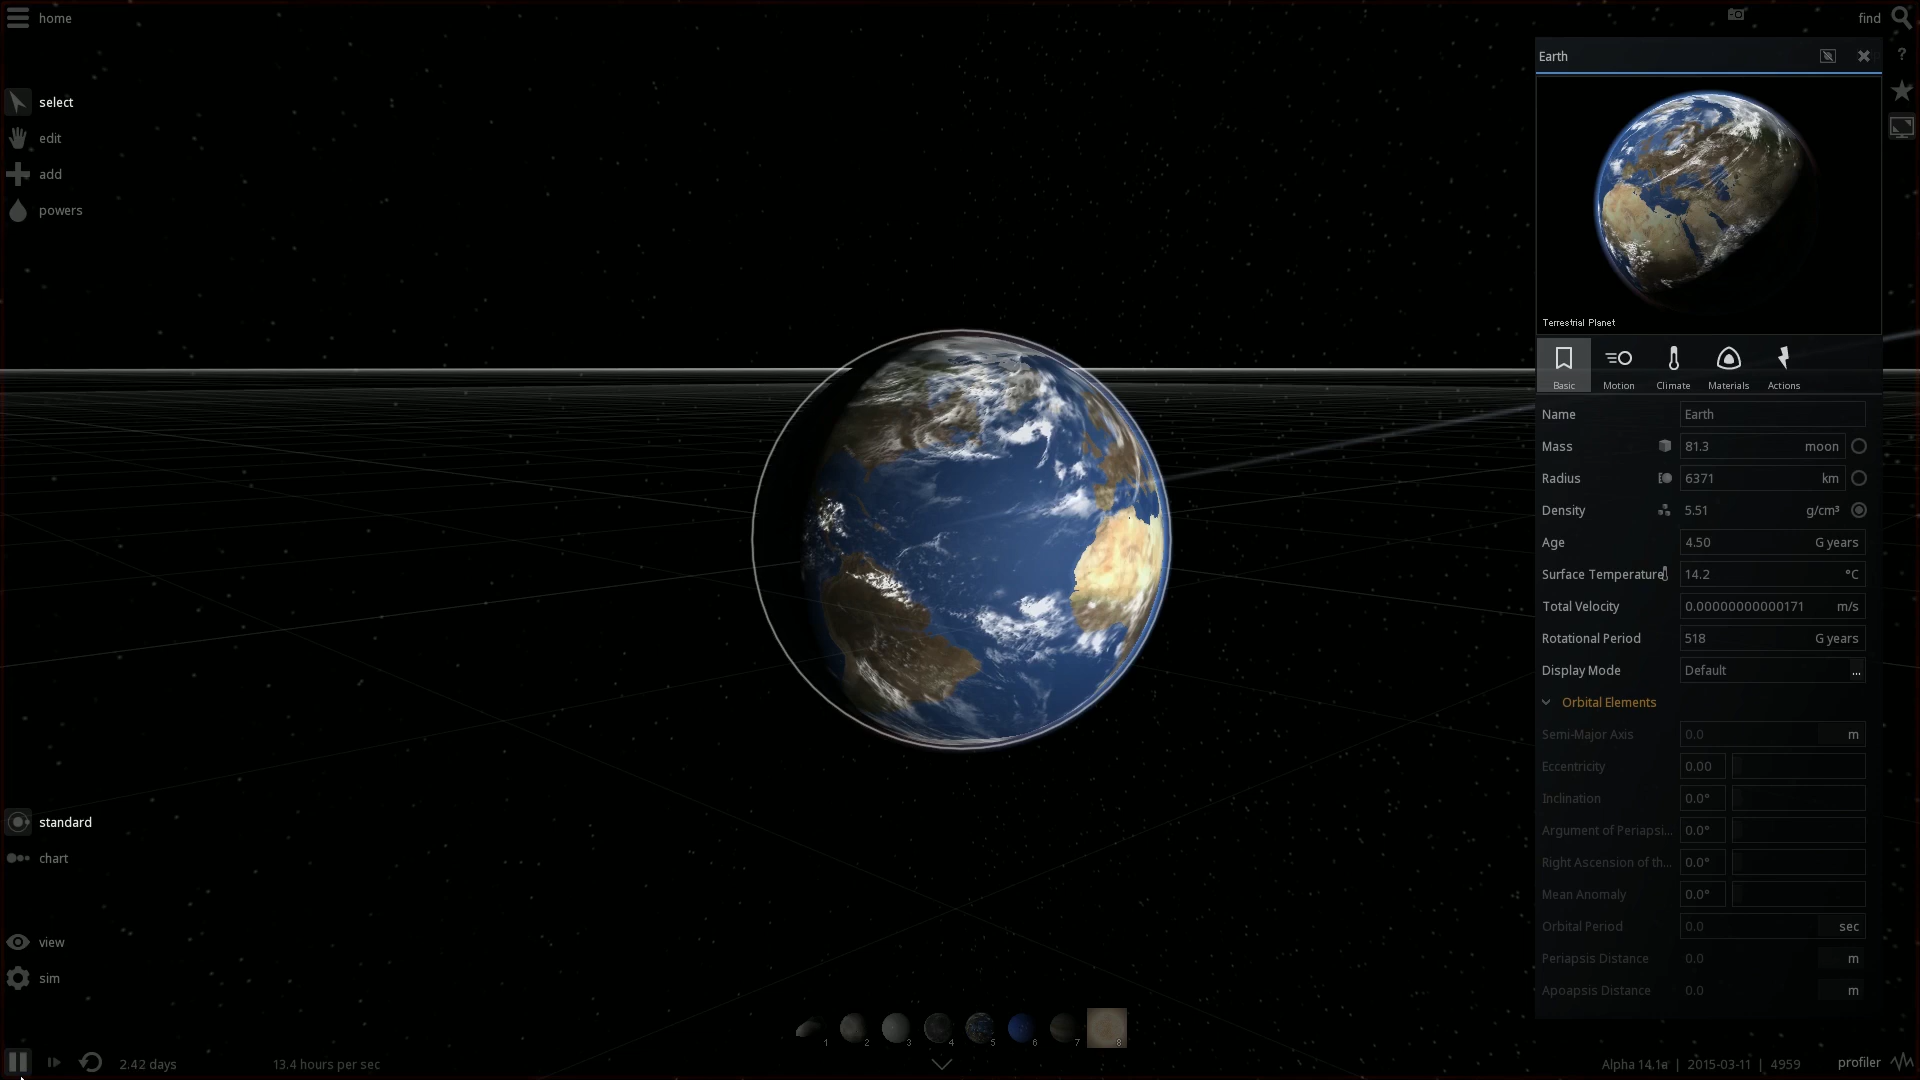 home
find
Earth
?
select
edit
add
powers
Terrestrial Planet
Basic Motion Climate Materials Actions
Name Earth
Mass 81.3 moon
Radius 6371 km
Density 5.51 g/cm³
Age 4.50 G years
Surface Temperature 14.2 °C
Total Velocity 0.00000000000171 m/s
Rotational Period 518 G years
Display Mode Default ...
Orbital Elements
Semi-Major Axis 0.0 m
Eccentricity 0.00
Inclination 0.0°
Argument of Periapsi... 0.0°
Right Ascension of th... 0.0°
Mean Anomaly 0.0°
Orbital Period 0.0 sec
Periapsis Distance 0.0 m
Apoapsis Distance 0.0 m
standard
chart
view
sim
1 2 3 4 5 6 7 8
2.42 days 13.4 hours per sec
Alpha 14.1a | 2015-03-11 | 4959 profiler